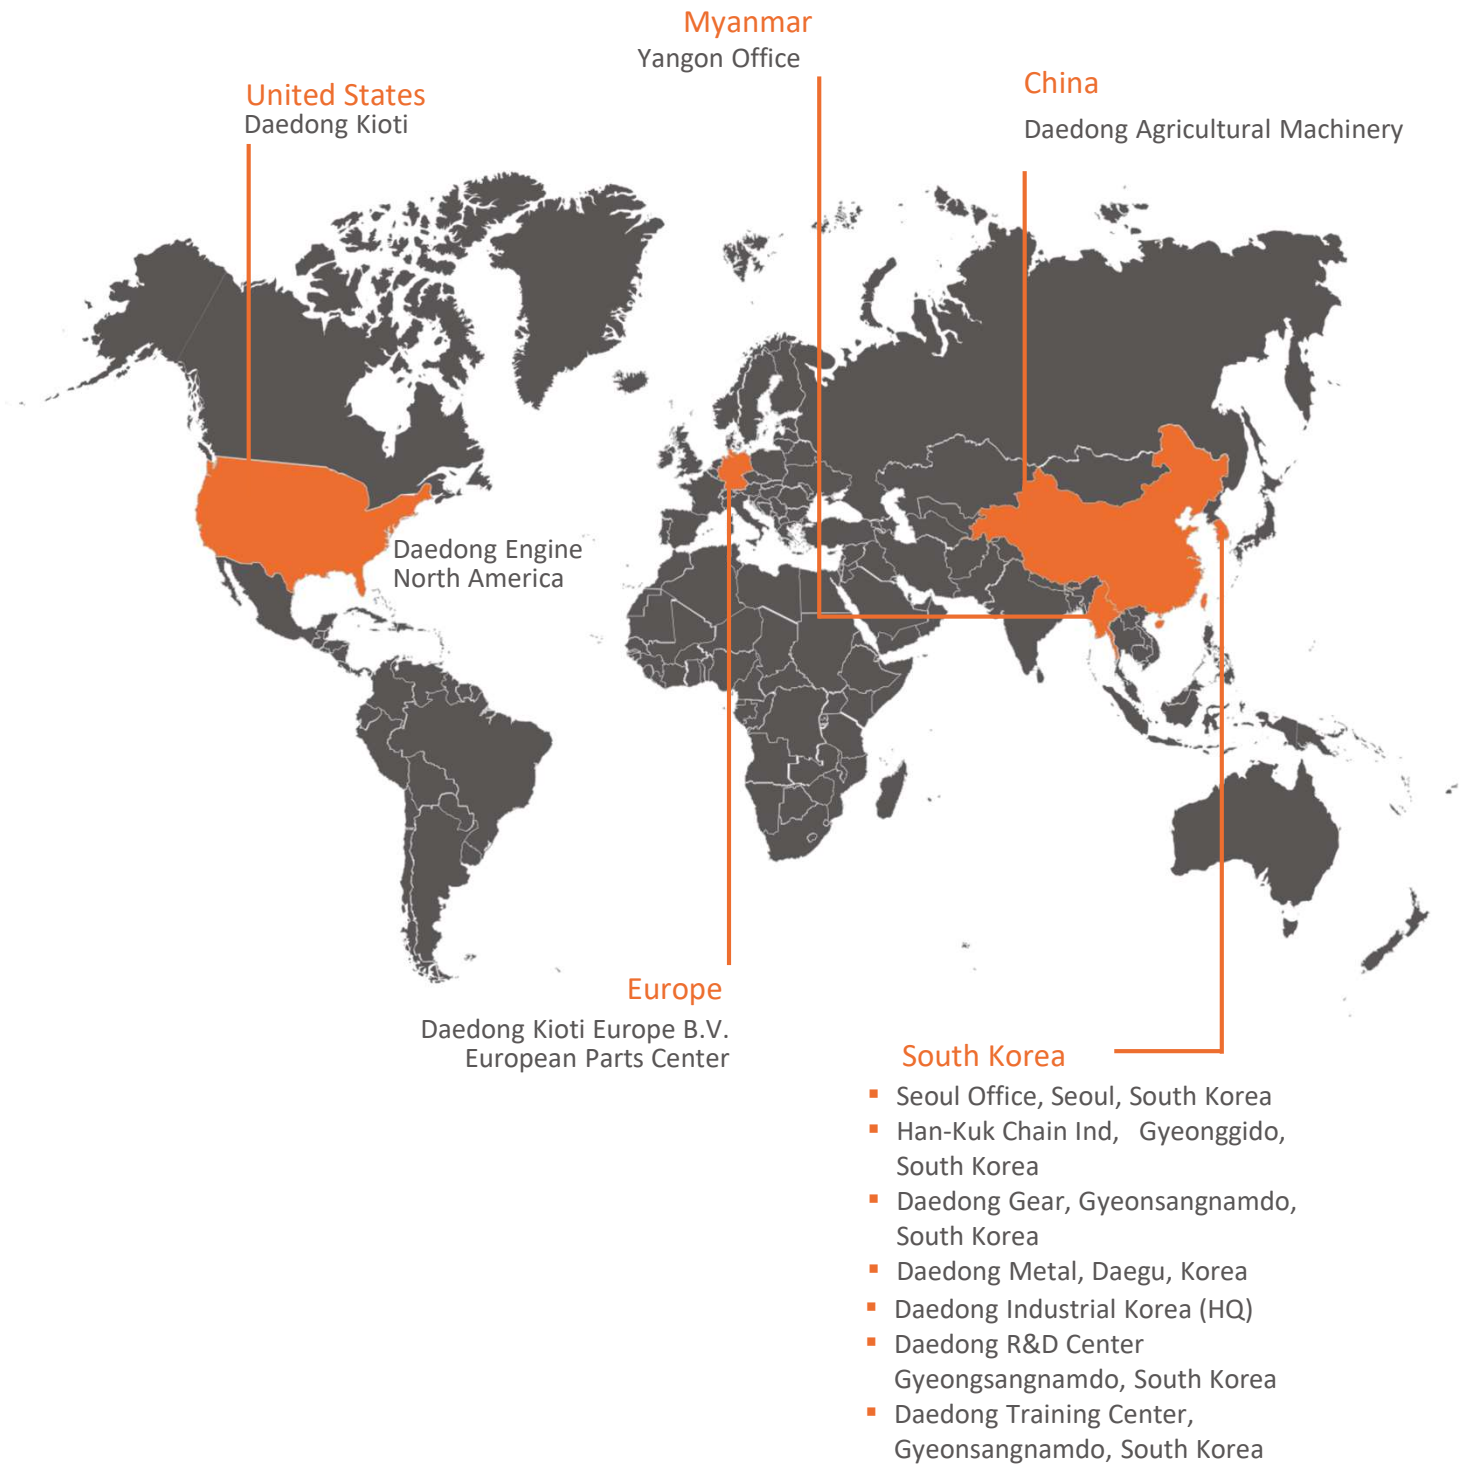 Myanmar
Yangon Office
United States
Daedong Kioti
China
Daedong Agricultural Machinery
Daedong Engine
North America
Europe
Daedong Kioti Europe B.V.
European Parts Center
South Korea
▪ Seoul Office, Seoul, South Korea
▪ Han-Kuk Chain Ind, Gyeonggido,
South Korea
▪ Daedong Gear, Gyeonsangnamdo,
South Korea
▪ Daedong Metal, Daegu, Korea
▪ Daedong Industrial Korea (HQ)
▪ Daedong R&D Center
Gyeongsangnamdo, South Korea
▪ Daedong Training Center,
Gyeonsangnamdo, South Korea